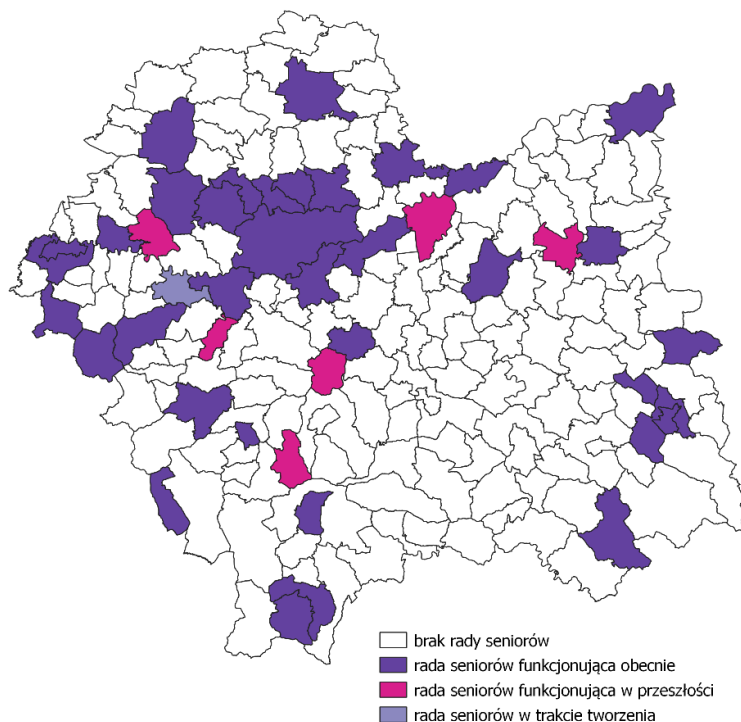 brak rady seniorów
rada seniorów funkcjonująca obecnie
rada seniorów funkcjonująca w przeszłości
rada seniorów w trakcie tworzenia